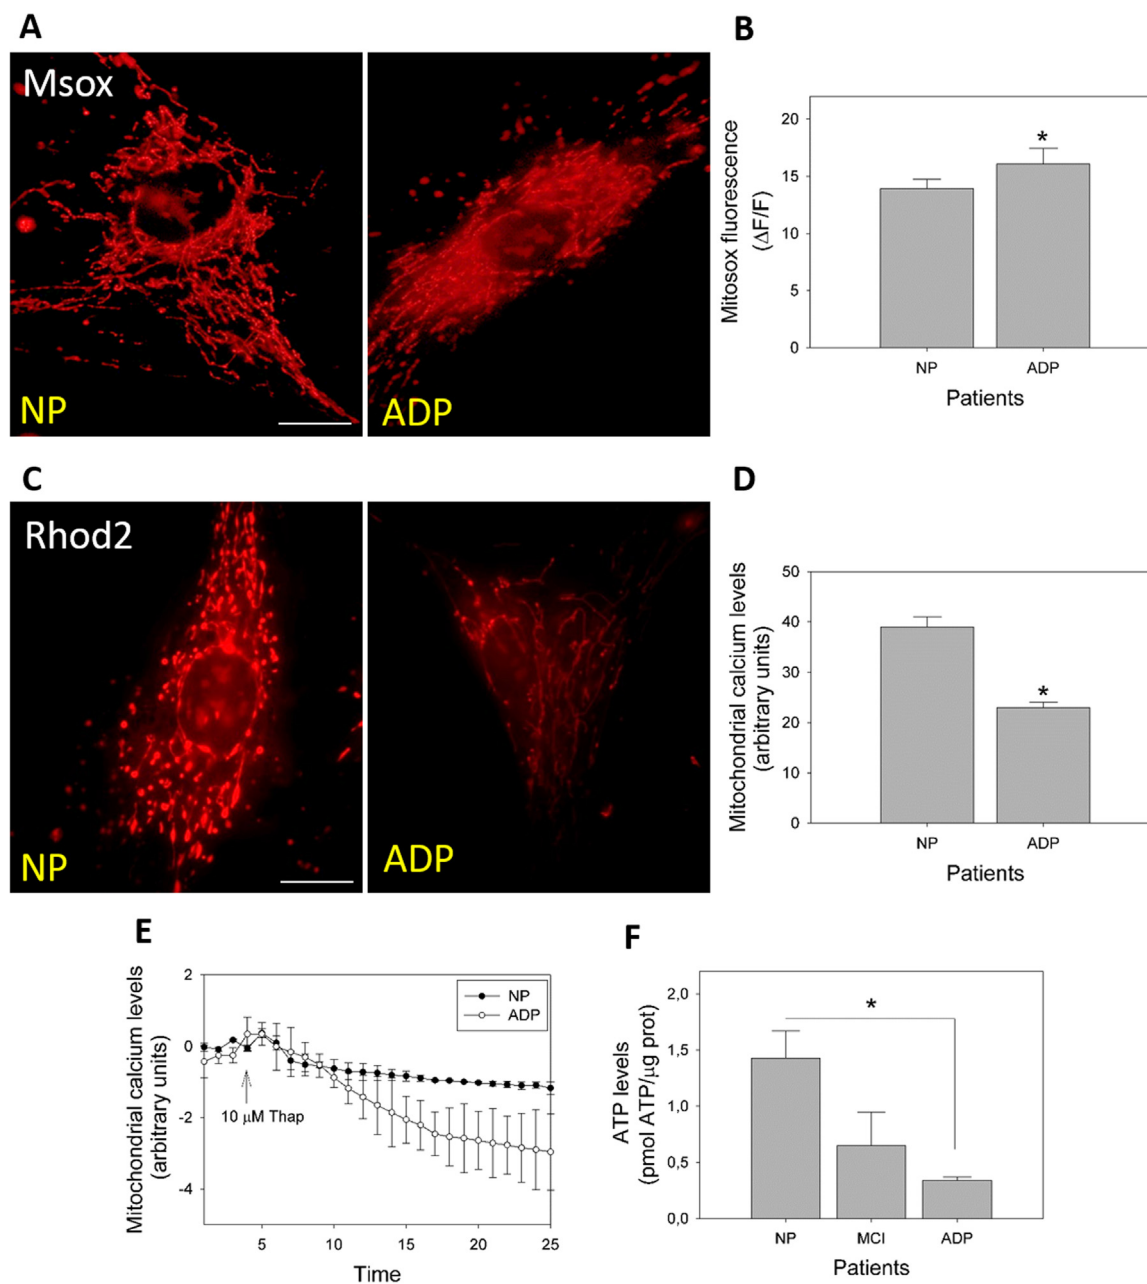 A
Msox
NP
ADP
B
Mitosox fluorescence
(ΔF/F)
20
15
10
5
0
*
NP
ADP
Patients
C
Rhod2
NP
ADP
D
Mitochondrial calcium levels
(arbitrary units)
50
40
30
20
10
0
*
NP
ADP
Patients
E
Mitochondrial calcium levels
(arbitrary units)
2
0
-2
-4
NP
ADP
10 μM Thap
5
10
15
20
25
Time
F
ATP levels
(pmol ATP/μg prot)
2,0
1,5
1,0
0,5
0,0
*
NP
MCI
ADP
Patients